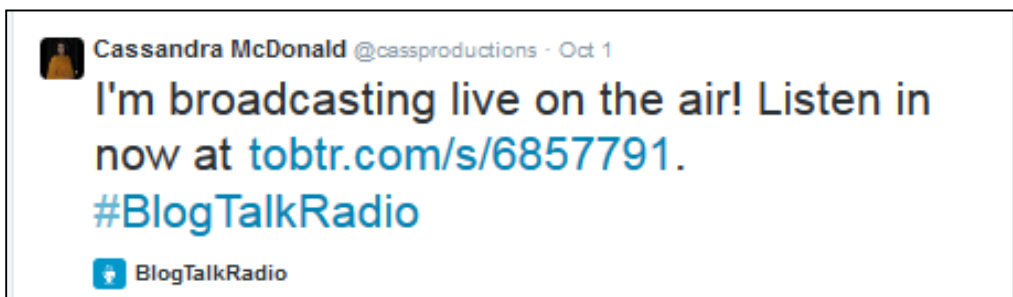 Cassandra McDonald @cassproductions · Oct 1
I'm broadcasting live on the air! Listen in
now at tobtr.com/s/6857791.
#BlogTalkRadio
BlogTalkRadio